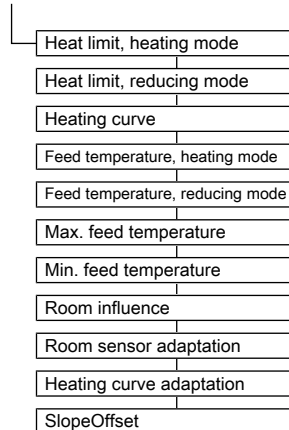 Heat limit, heating mode
Heat limit, reducing mode
Heating curve
Feed temperature, heating mode
Feed temperature, reducing mode
Max. feed temperature
Min. feed temperature
Room influence
Room sensor adaptation
Heating curve adaptation
SlopeOffset